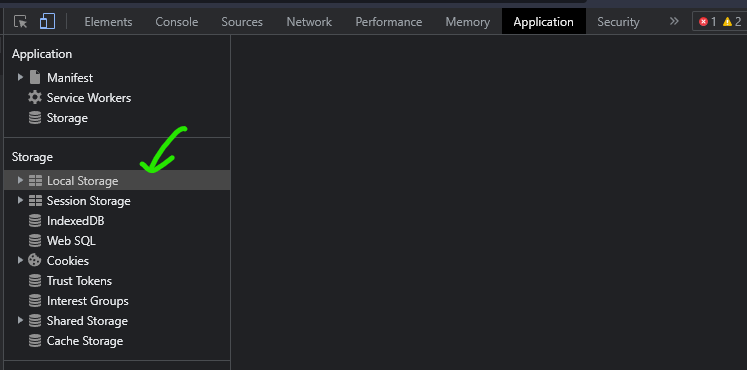 Elements Console Sources Network Performance Memory Application Security » 1 2
Application
Manifest
Service Workers
Storage
Storage
Local Storage
Session Storage
IndexedDB
Web SQL
Cookies
Trust Tokens
Interest Groups
Shared Storage
Cache Storage